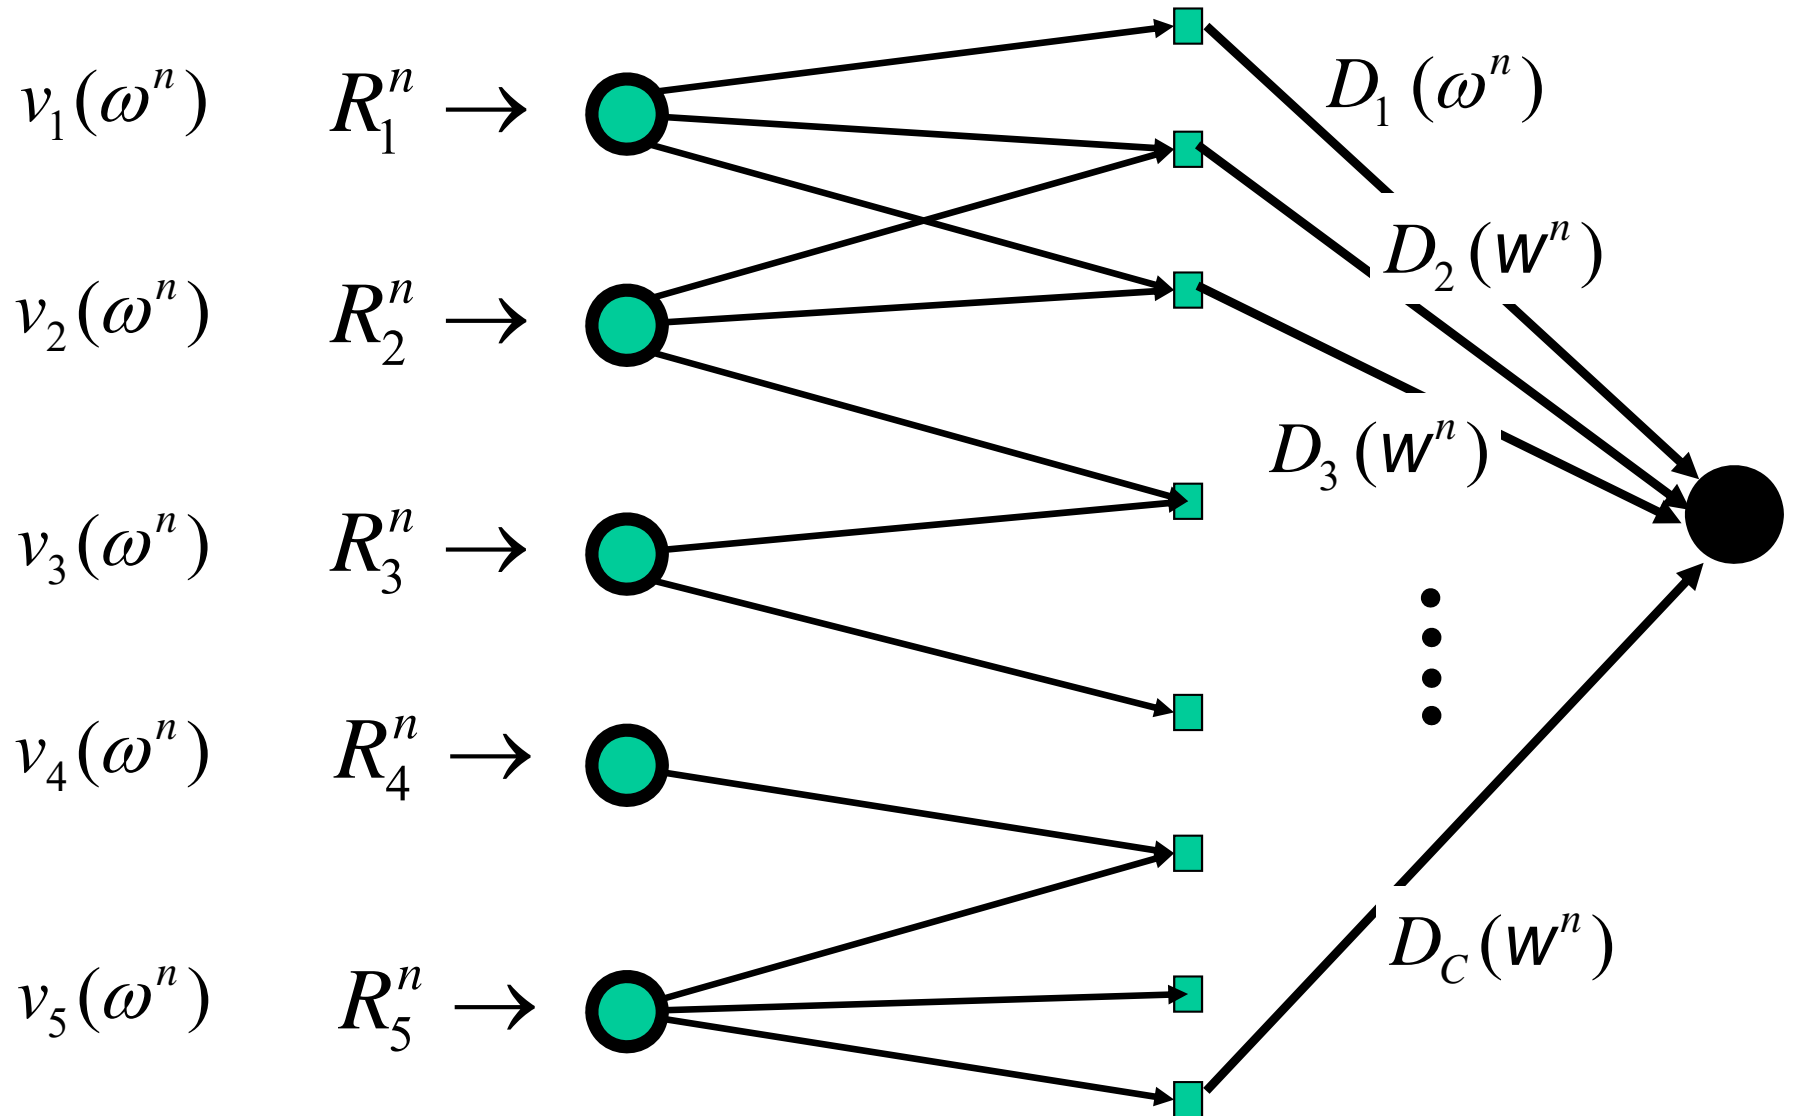 v₁(ωⁿ) R₁ⁿ → D₁(ωⁿ)
D₂(wⁿ)
v₂(ωⁿ) R₂ⁿ →
D₃(wⁿ)
v₃(ωⁿ) R₃ⁿ →
v₄(ωⁿ) R₄ⁿ →
D_C(wⁿ)
v₅(ωⁿ) R₅ⁿ →